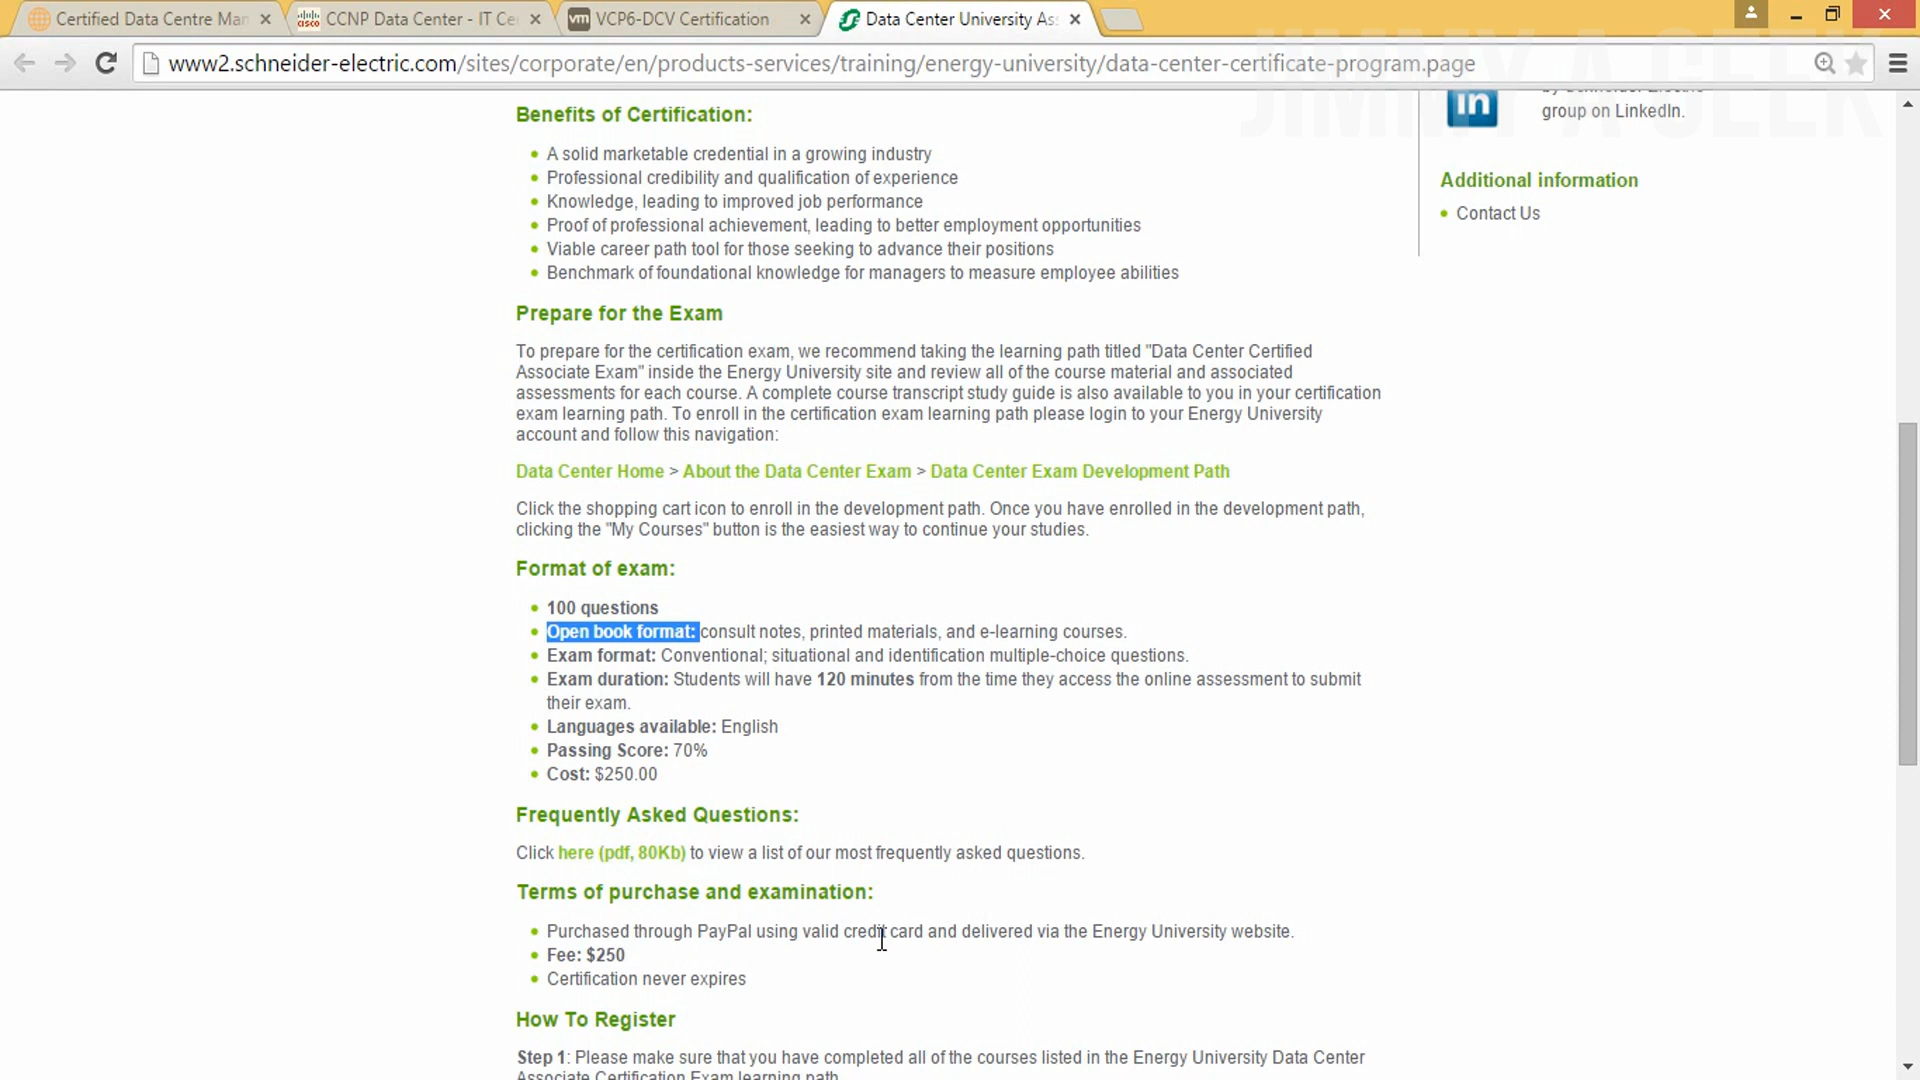 Certified Data Centre Man
CCNP Data Center - IT Ce
vm VCP6-DCV Certification
Data Center University As
www2.schneider-electric.com/sites/corporate/en/products-services/training/energy-university/data-center-certificate-program.page
JIMMY A GEEK
by Schneider Electric
in group on LinkedIn.
Additional information
Contact Us
Benefits of Certification:
A solid marketable credential in a growing industry
Professional credibility and qualification of experience
Knowledge, leading to improved job performance
Proof of professional achievement, leading to better employment opportunities
Viable career path tool for those seeking to advance their positions
Benchmark of foundational knowledge for managers to measure employee abilities
Prepare for the Exam
To prepare for the certification exam, we recommend taking the learning path titled "Data Center Certified
Associate Exam" inside the Energy University site and review all of the course material and associated
assessments for each course. A complete course transcript study guide is also available to you in your certification
exam learning path. To enroll in the certification exam learning path please login to your Energy University
account and follow this navigation:
Data Center Home > About the Data Center Exam > Data Center Exam Development Path
Click the shopping cart icon to enroll in the development path. Once you have enrolled in the development path,
clicking the "My Courses" button is the easiest way to continue your studies.
Format of exam:
100 questions
Open book format: consult notes, printed materials, and e-learning courses.
Exam format: Conventional; situational and identification multiple-choice questions.
Exam duration: Students will have 120 minutes from the time they access the online assessment to submit
their exam.
Languages available: English
Passing Score: 70%
Cost: $250.00
Frequently Asked Questions:
Click here (pdf, 80Kb) to view a list of our most frequently asked questions.
Terms of purchase and examination:
Purchased through PayPal using valid credit card and delivered via the Energy University website.
Fee: $250
Certification never expires
How To Register
Step 1: Please make sure that you have completed all of the courses listed in the Energy University Data Center
Associate Certification Exam learning path